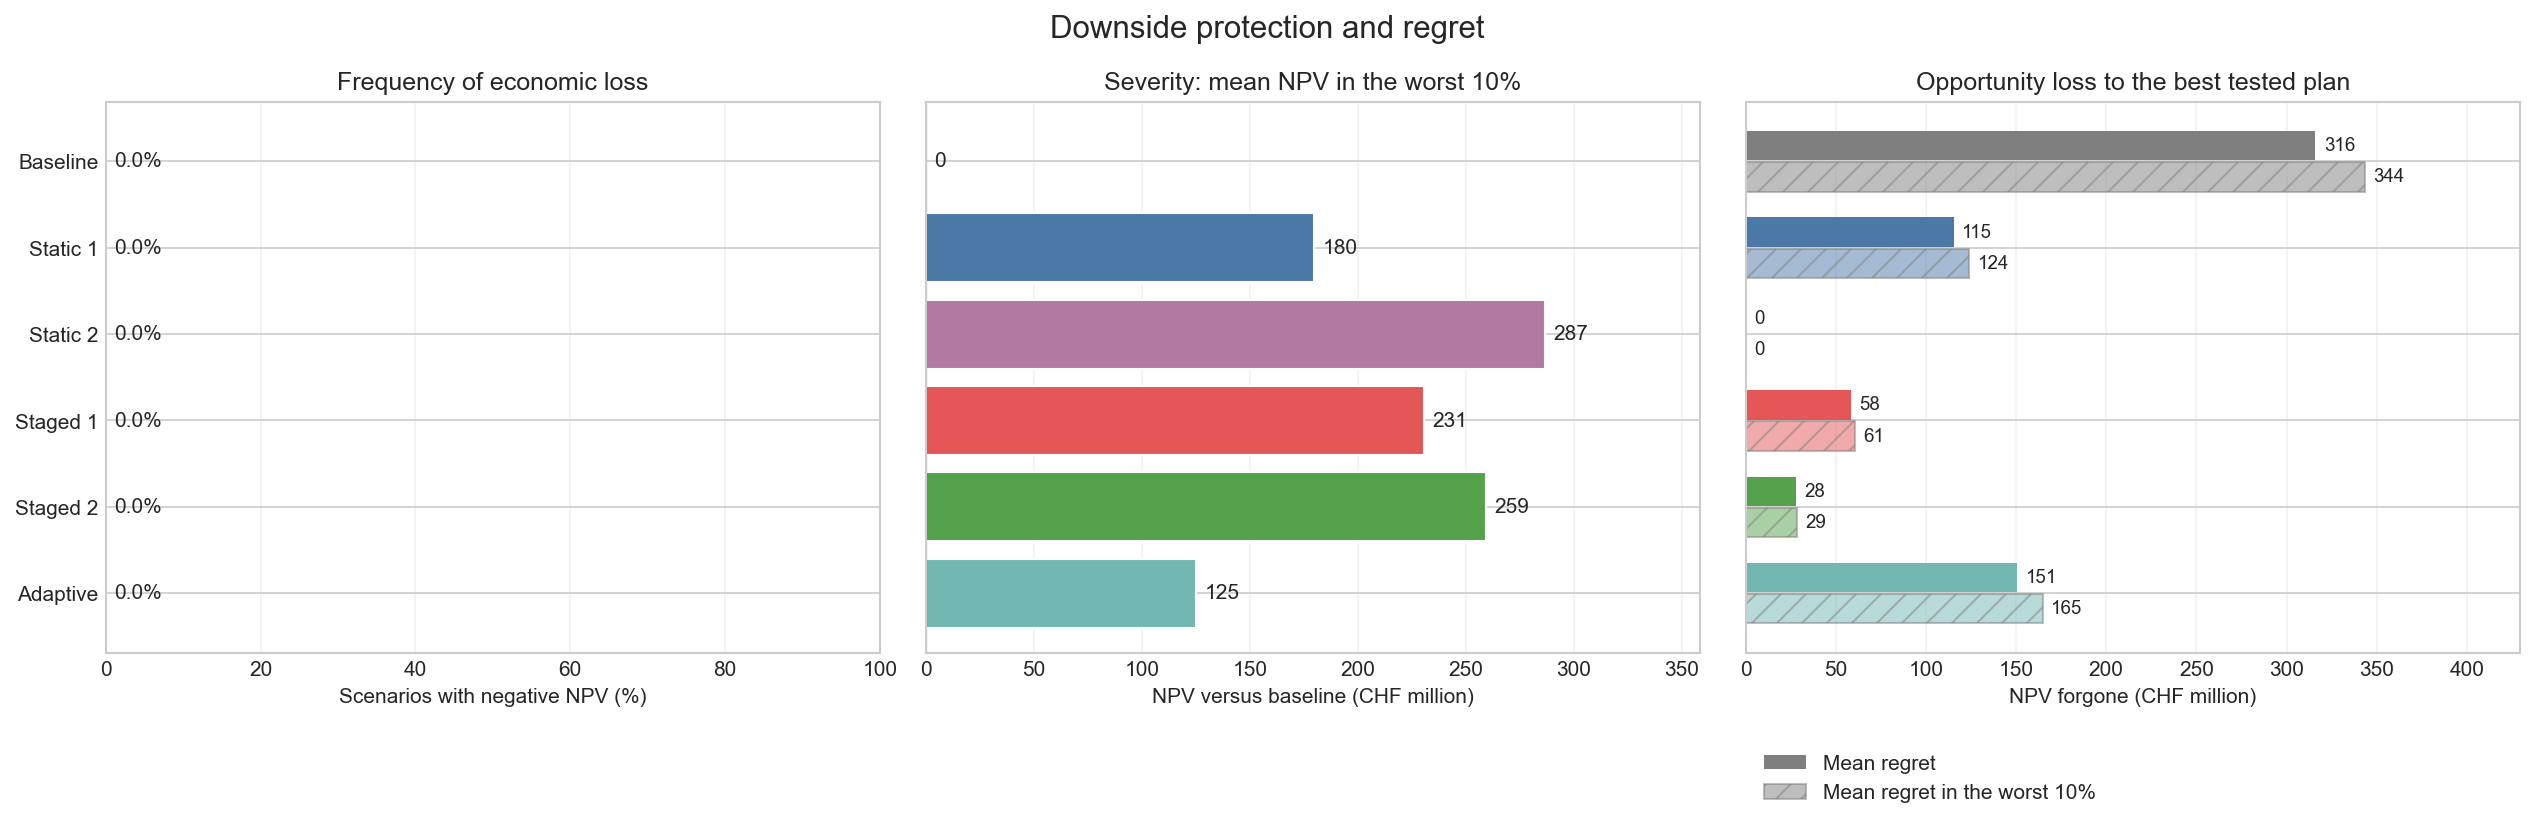 Downside protection and regret
Frequency of economic loss
Baseline 0.0%
Static 1 0.0%
Static 2 0.0%
Staged 1 0.0%
Staged 2 0.0%
Adaptive 0.0%
0 20 40 60 80 100
Scenarios with negative NPV (%)
Severity: mean NPV in the worst 10%
0
180
287
231
259
125
0 50 100 150 200 250 300 350
NPV versus baseline (CHF million)
Opportunity loss to the best tested plan
316
344
115
124
0
0
58
61
28
29
151
165
0 50 100 150 200 250 300 350 400
NPV forgone (CHF million)
Mean regret
Mean regret in the worst 10%